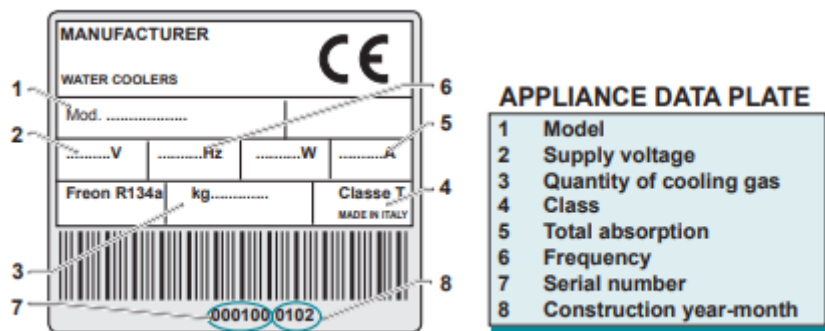 MANUFACTURER
CE
WATER COOLERS
1
Mod. .....................
6
2
...........V
...........Hz
...........W
...........A
5
Freon R134a
kg..............
Classe T
4
MADE IN ITALY
3
7
000100 0102
8
APPLIANCE DATA PLATE
1 Model
2 Supply voltage
3 Quantity of cooling gas
4 Class
5 Total absorption
6 Frequency
7 Serial number
8 Construction year-month